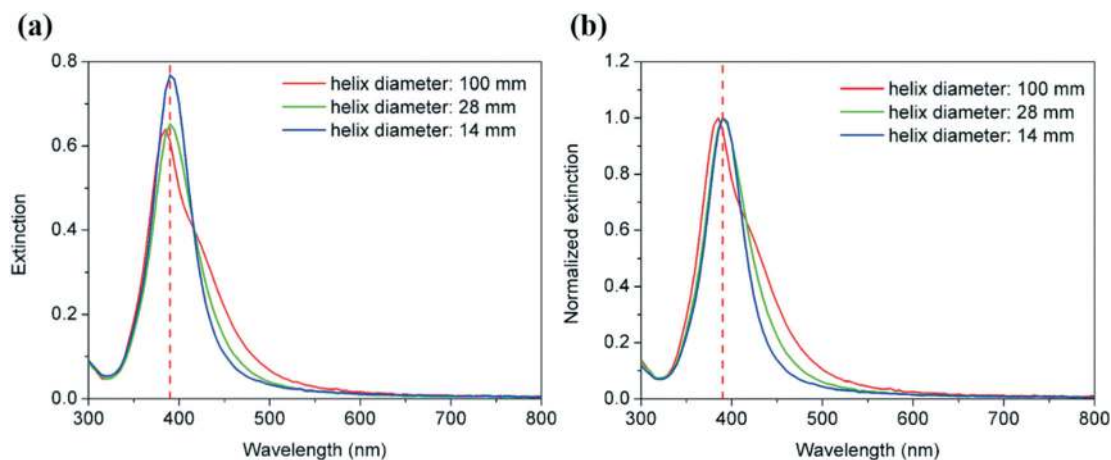 (a)
0.8
0.6
0.4
0.2
0.0
Extinction
helix diameter: 100 mm
helix diameter: 28 mm
helix diameter: 14 mm
300 400 500 600 700 800
Wavelength (nm)
(b)
1.2
1.0
0.8
0.6
0.4
0.2
0.0
Normalized extinction
helix diameter: 100 mm
helix diameter: 28 mm
helix diameter: 14 mm
300 400 500 600 700 800
Wavelength (nm)